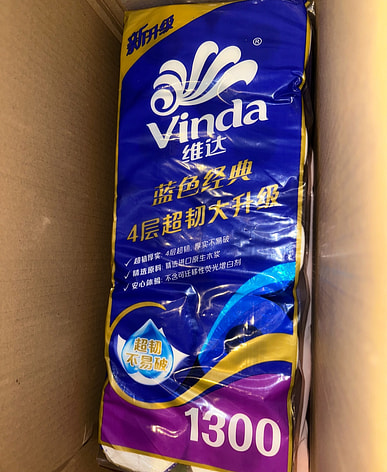 新升级
®
Vinda
维达
蓝色经典
4层超韧大升级
✓ 超韧厚实: 4层超韧, 厚实不易破
✓ 精选原料: 精选进口原生木浆
✓ 安心体验: 不含可迁移性荧光增白剂
超韧
不易破
1300